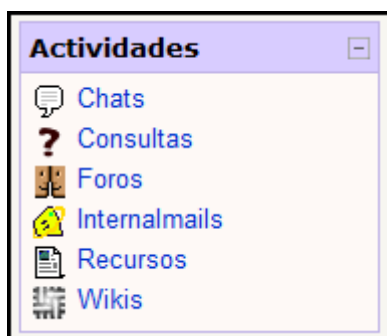 Actividades
Chats
Consultas
Foros
Internalmails
Recursos
Wikis